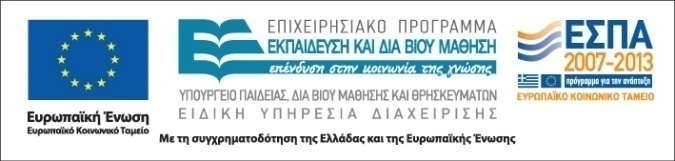 Ευρωπαϊκή Ένωση
Ευρωπαϊκό Κοινωνικό Ταμείο
ΕΠΙΧΕΙΡΗΣΙΑΚΟ ΠΡΟΓΡΑΜΜΑ
ΕΚΠΑΙΔΕΥΣΗ ΚΑΙ ΔΙΑ ΒΙΟΥ ΜΑΘΗΣΗ
επένδυση στην κοινωνία της γνώσης
ΥΠΟΥΡΓΕΙΟ ΠΑΙΔΕΙΑΣ, ΔΙΑ ΒΙΟΥ ΜΑΘΗΣΗΣ ΚΑΙ ΘΡΗΣΚΕΥΜΑΤΩΝ
ΕΙΔΙΚΗ ΥΠΗΡΕΣΙΑ ΔΙΑΧΕΙΡΙΣΗΣ
ΕΣΠΑ
2007-2013
πρόγραμμα για την ανάπτυξη
ΕΥΡΩΠΑΪΚΟ ΚΟΙΝΩΝΙΚΟ ΤΑΜΕΙΟ
Με τη συγχρηματοδότηση της Ελλάδας και της Ευρωπαϊκής Ένωσης